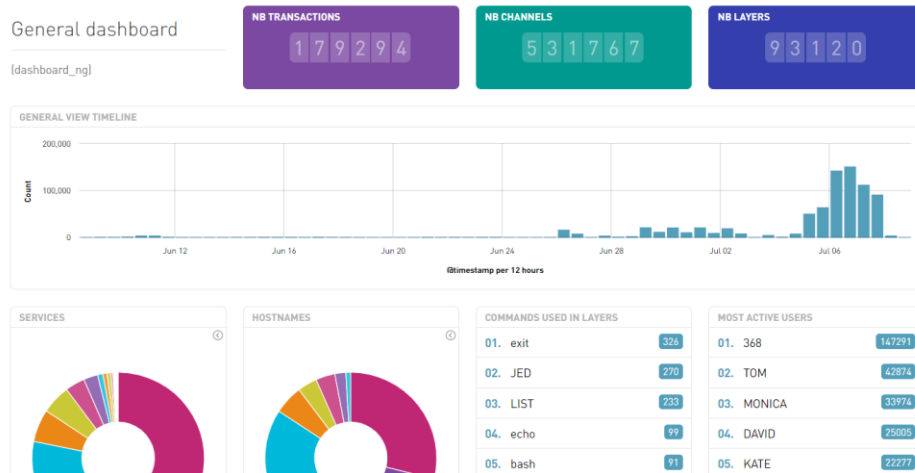 General dashboard
(dashboard_ng)
NB TRANSACTIONS
179294
NB CHANNELS
531767
NB LAYERS
93120
GENERAL VIEW TIMELINE
200,000
100,000
0
Count
Jun 12 Jun 16 Jun 20 Jun 24 Jun 28 Jul 02 Jul 06
@timestamp per 12 hours
SERVICES
HOSTNAMES
COMMANDS USED IN LAYERS
01. exit 326
02. JED 270
03. LIST 233
04. echo 99
05. bash 91
MOST ACTIVE USERS
01. 368 147291
02. TOM 42874
03. MONICA 33974
04. DAVID 25005
05. KATE 22277